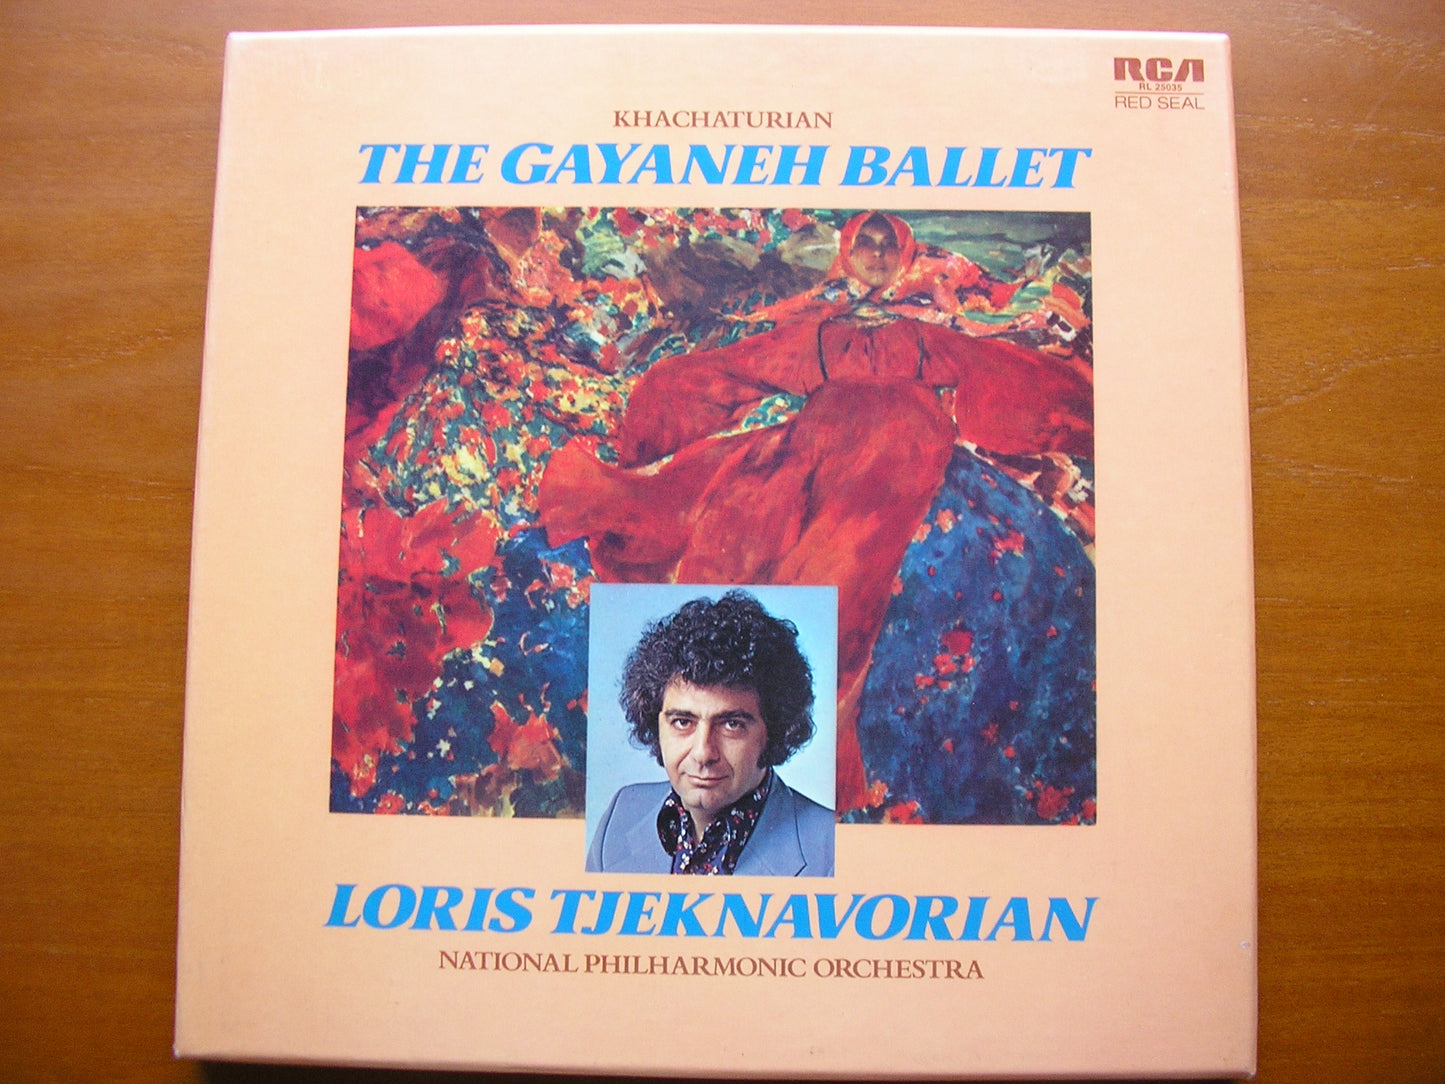 RCA
RL 25035
RED SEAL
KHACHATURIAN
THE GAYANEH BALLET
LORIS TJEKNAVORIAN
NATIONAL PHILHARMONIC ORCHESTRA